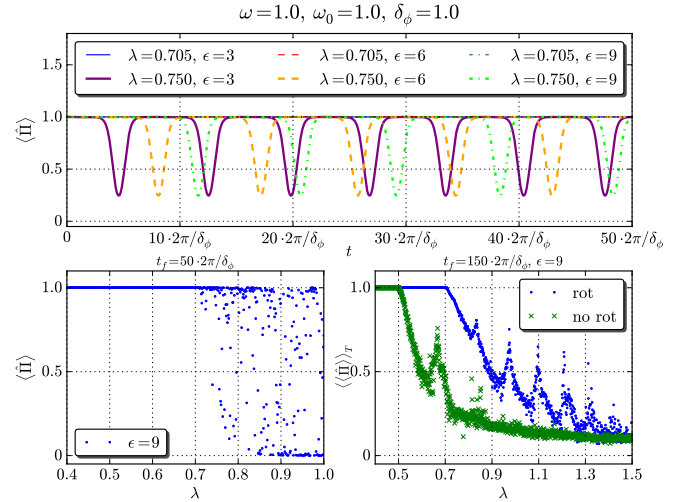 ω=1.0, ω₀=1.0, δ_ϕ=1.0
λ=0.705, ϵ=3 λ=0.705, ϵ=6 λ=0.705, ϵ=9
λ=0.750, ϵ=3 λ=0.750, ϵ=6 λ=0.750, ϵ=9
1.5
1.0
0.5
0
⟨Π̂⟩
0 10·2π/δ_ϕ 20·2π/δ_ϕ 30·2π/δ_ϕ 40·2π/δ_ϕ 50·2π/δ_ϕ
t
t_f=50·2π/δ_ϕ
1.0
0.5
0
⟨Π̂⟩
ϵ=9
0.4 0.5 0.6 0.7 0.8 0.9 1.0
λ
t_f=150·2π/δ_ϕ, ϵ=9
rot
no rot
1.0
0.5
0
⟨⟨Π̂⟩⟩_T
0.5 0.7 0.9 1.1 1.3 1.5
λ